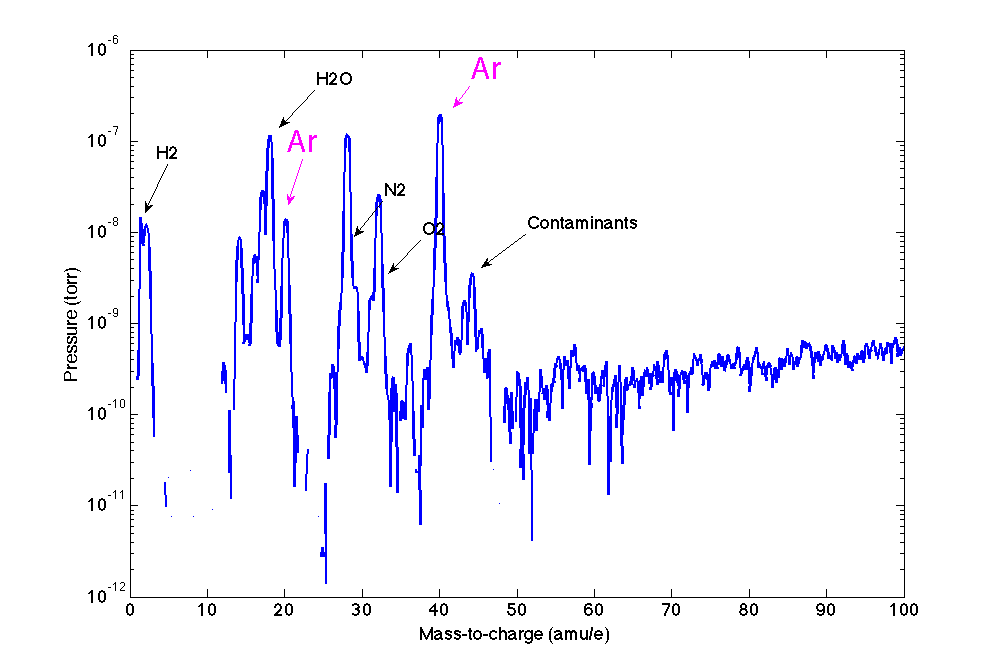 10^-6
10^-7
10^-8
10^-9
10^-10
10^-11
10^-12
Pressure (torr)
H2
H2O
Ar
N2
O2
Ar
Contaminants
0 10 20 30 40 50 60 70 80 90 100
Mass-to-charge (amu/e)